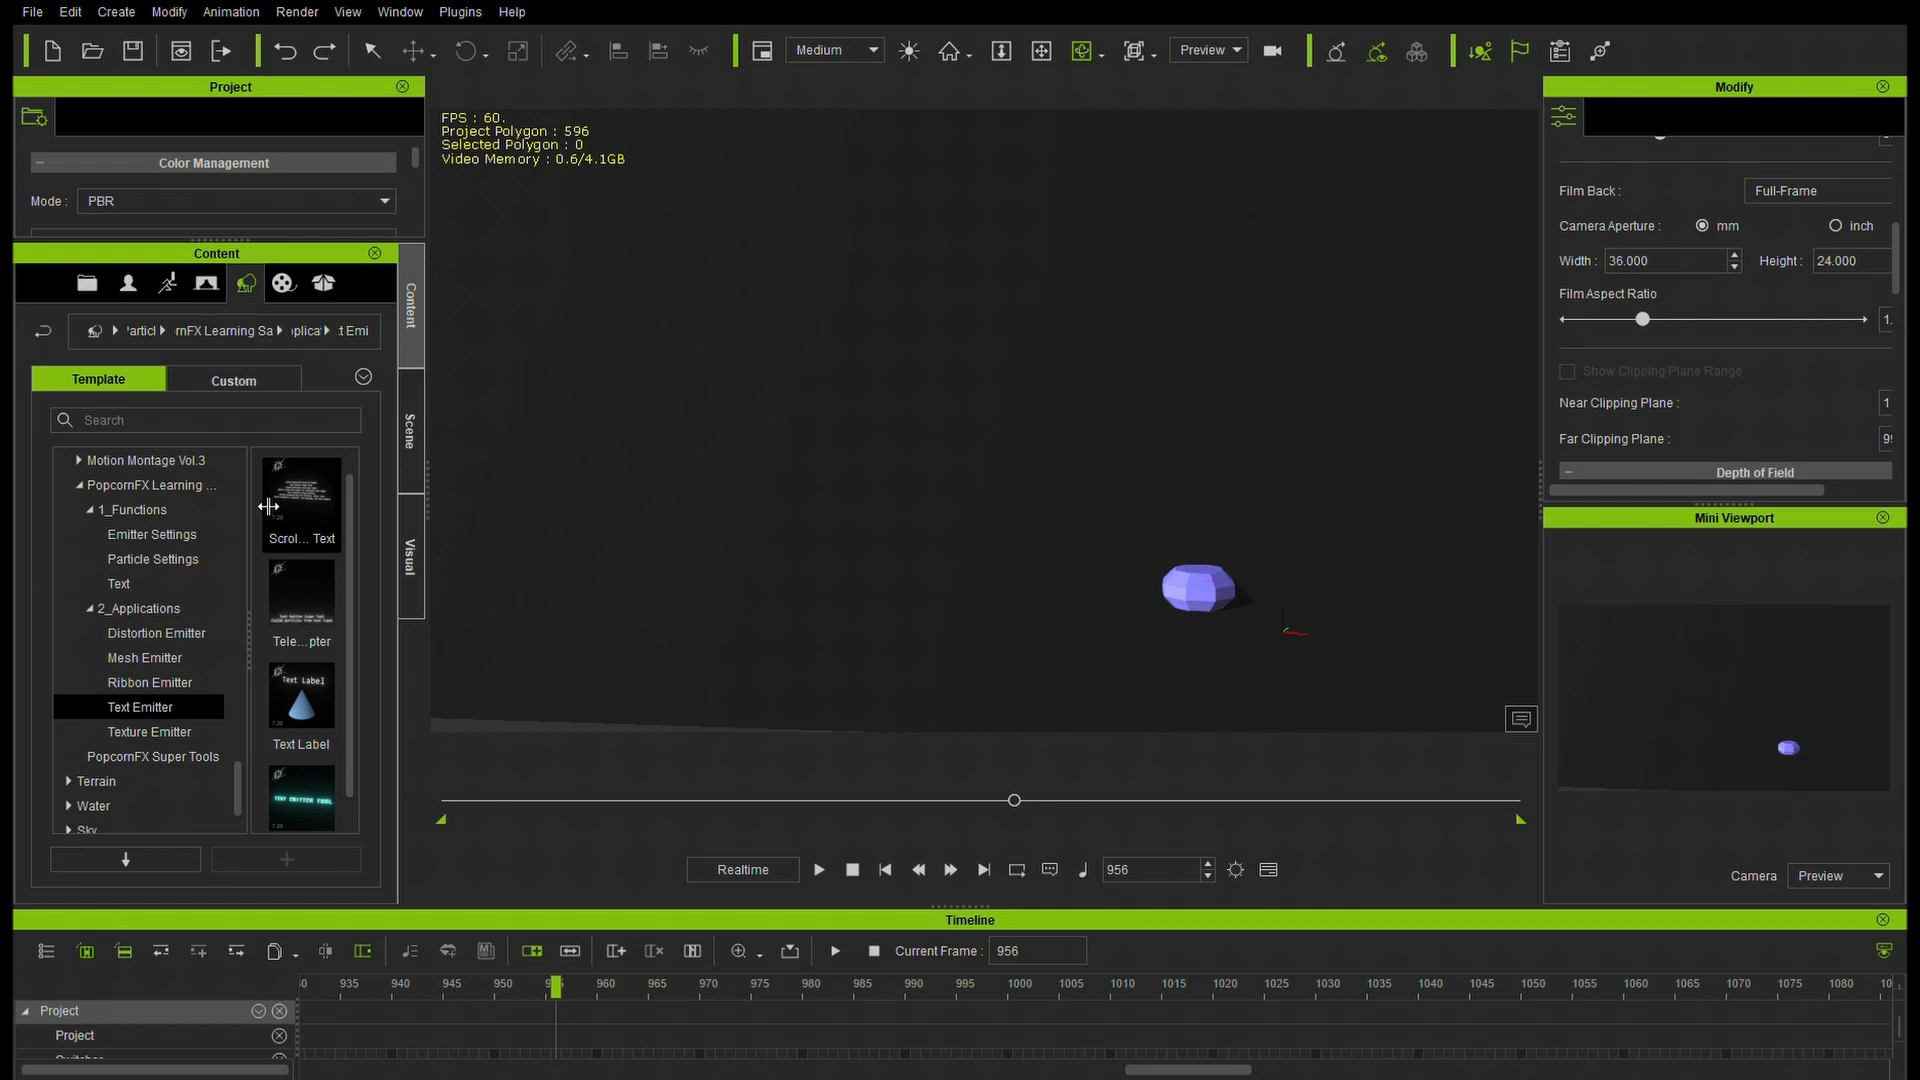 File Edit Create Modify Animation Render View Window Plugins Help
Medium
Preview
Project
Color Management
Mode : PBR
Content
Template Custom
Search
Motion Montage Vol.3
PopcornFX Learning ...
1_Functions
Emitter Settings
Particle Settings
Text
2_Applications
Distortion Emitter
Mesh Emitter
Ribbon Emitter
Text Emitter
Texture Emitter
PopcornFX Super Tools
Terrain
Water
Sky
Scrol... Text
Tele...pter
Text Label
Text Label
TEXT EMITTER TOOL
Content
Scene
Visual
FPS : 60.
Project Polygon : 596
Selected Polygon : 0
Video Memory : 0.6/4.1GB
Realtime
956
Modify
Film Back : Full-Frame
Camera Aperture : mm inch
Width : 36.000 Height : 24.000
Film Aspect Ratio
1.
Show Clipping Plane Range
Near Clipping Plane : 1
Far Clipping Plane :
Depth of Field
Mini Viewport
Camera Preview
Timeline
Current Frame : 956
935 940 945 950 960 965 970 975 980 985 990 995 1000 1005 1010 1015 1020 1025 1030 1035 1040 1045 1050 1055 1060 1065 1070 1075 1080
Project
Project